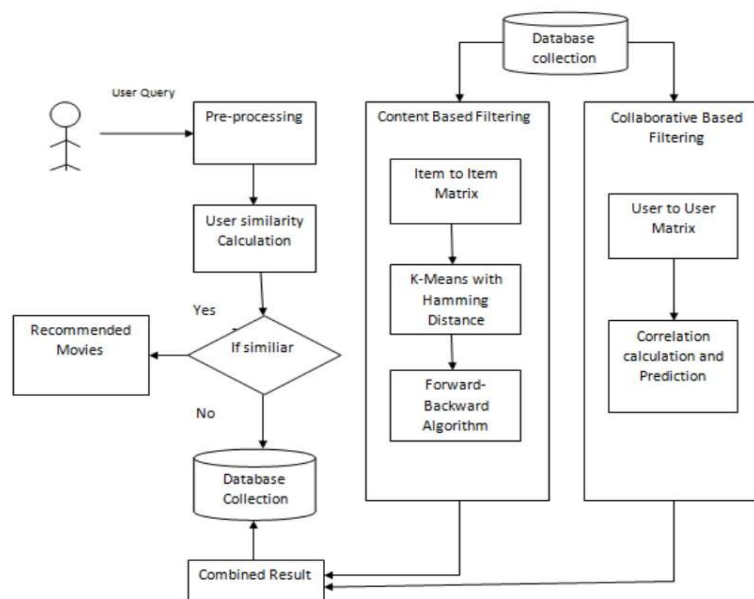 Database
collection
User Query
Pre-processing
Content Based Filtering
Collaborative Based
Filtering
Item to Item
Matrix
User to User
Matrix
User similarity
Calculation
K-Means with
Hamming
Distance
Yes
Recommended
Movies
If similiar
Correlation
calculation and
Prediction
Forward-
Backward
Algorithm
No
Database
Collection
Combined Result